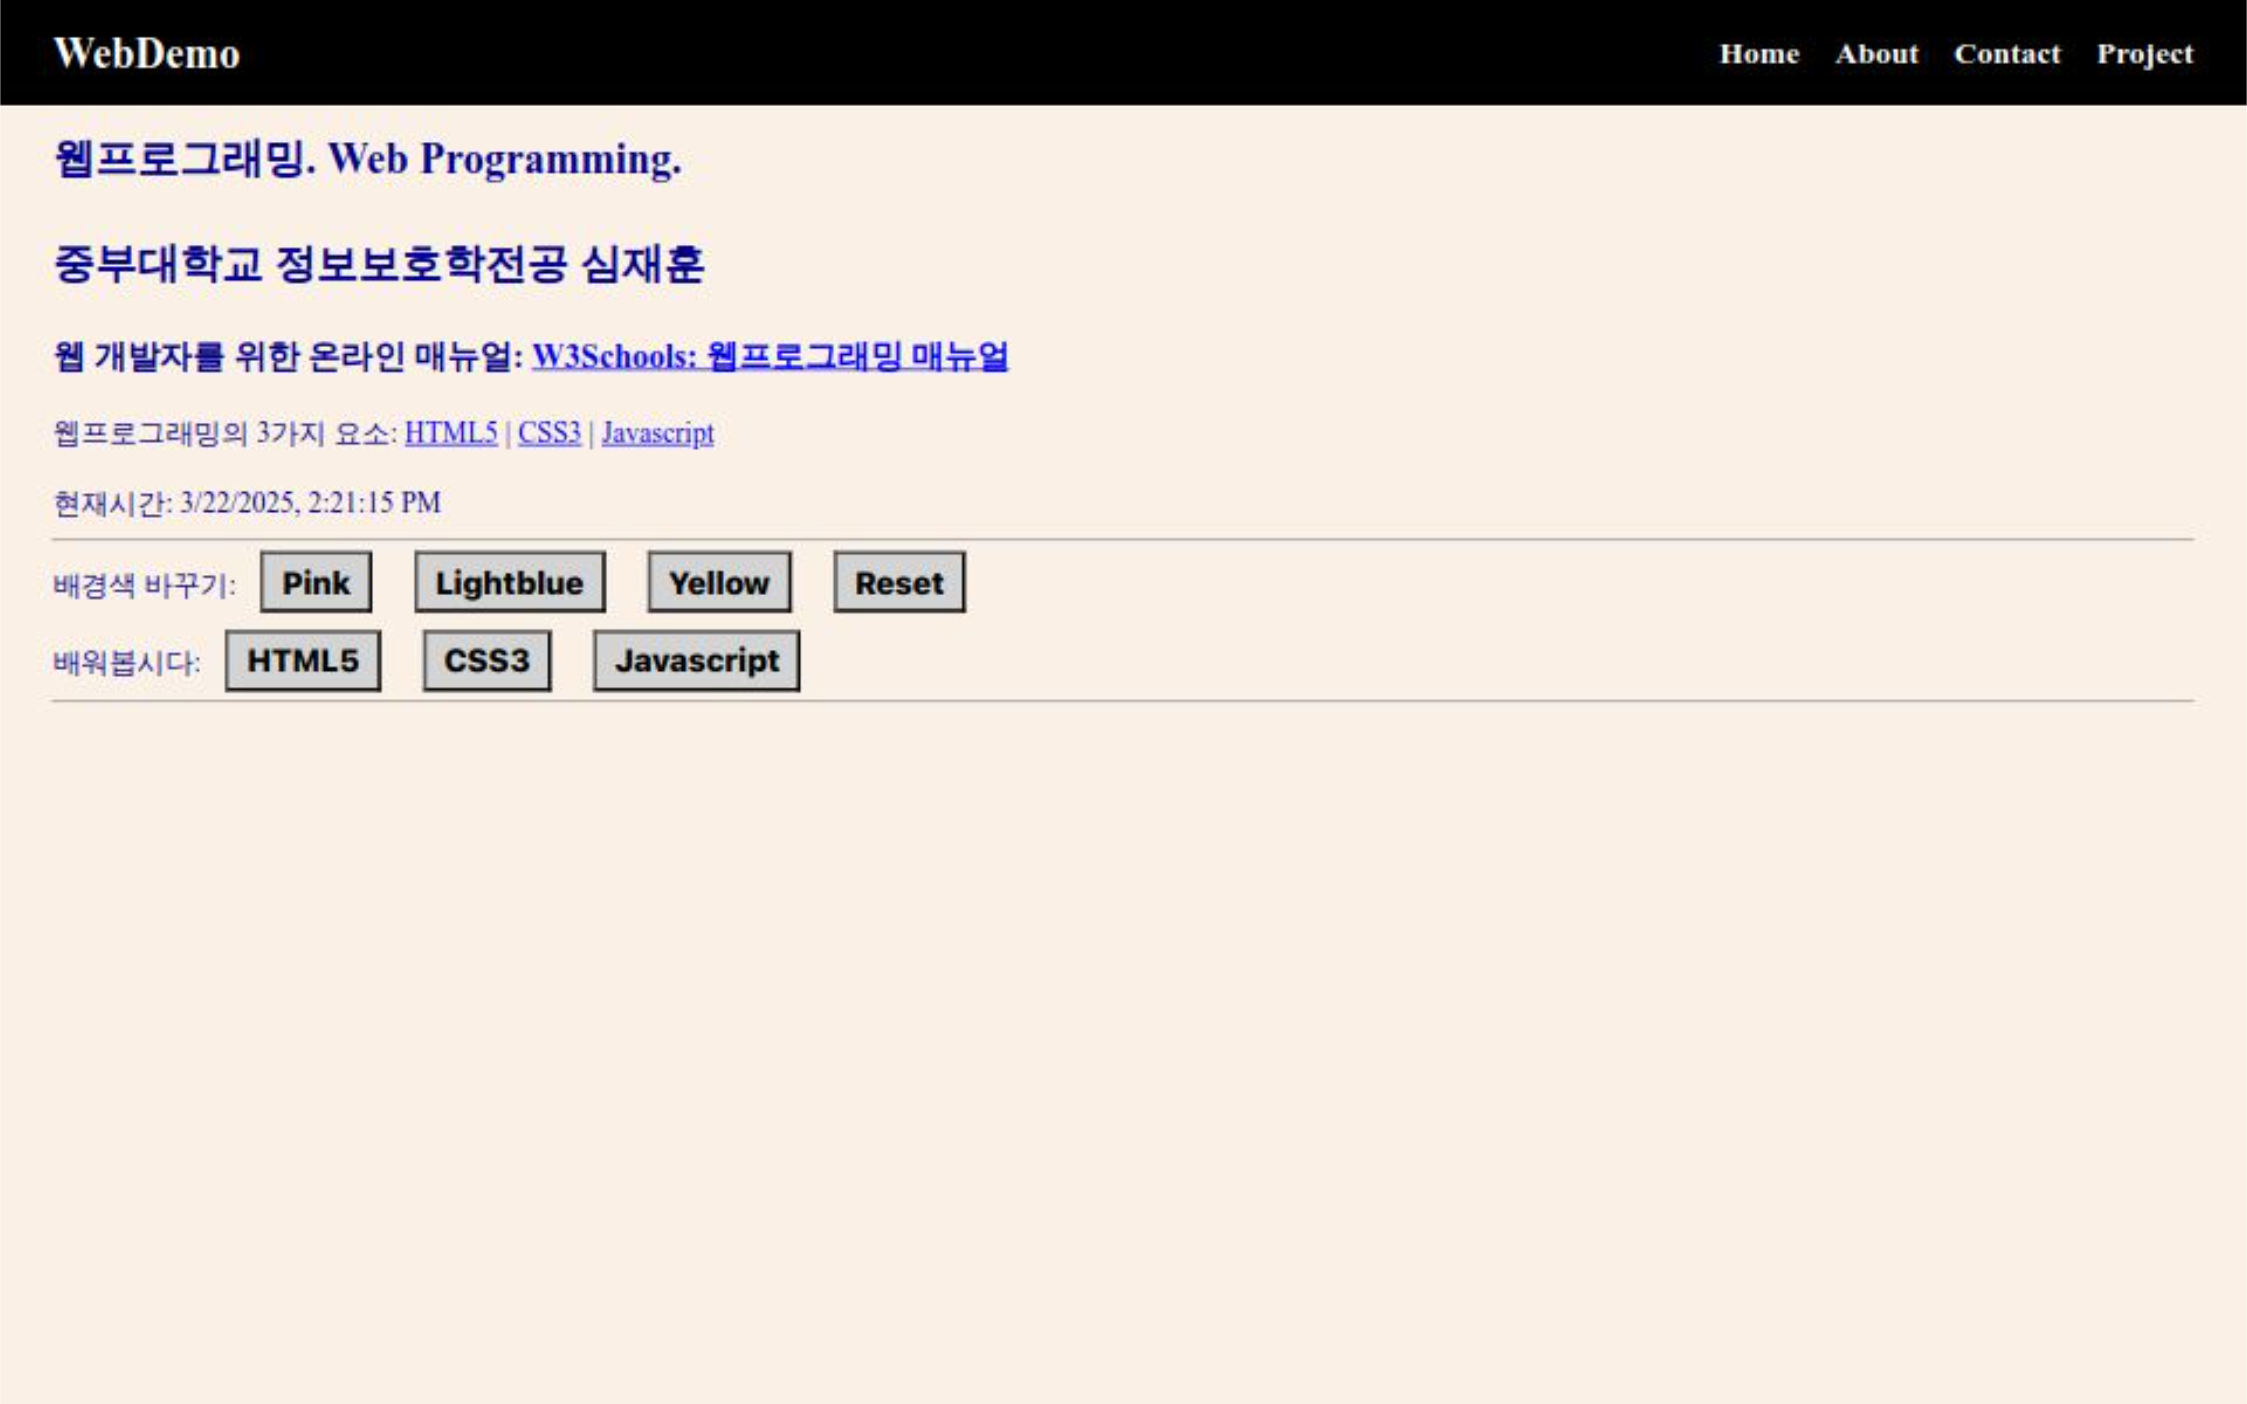 WebDemo Home About Contact Project
웹프로그래밍. Web Programming.
중부대학교 정보보호학전공 심재훈
웹 개발자를 위한 온라인 매뉴얼: W3Schools: 웹프로그래밍 매뉴얼
웹프로그래밍의 3가지 요소: HTML5 | CSS3 | Javascript
현재시간: 3/22/2025, 2:21:15 PM
배경색 바꾸기: Pink Lightblue Yellow Reset
배워봅시다: HTML5 CSS3 Javascript